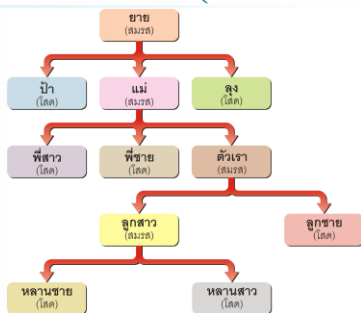 ยาย
(สมรส)
ป้า
(โสด)
แม่
(สมรส)
ลุง
(โสด)
พี่สาว
(โสด)
พี่ชาย
(โสด)
ตัวเรา
(สมรส)
ลูกสาว
(สมรส)
ลูกชาย
(โสด)
หลานชาย
(โสด)
หลานสาว
(โสด)